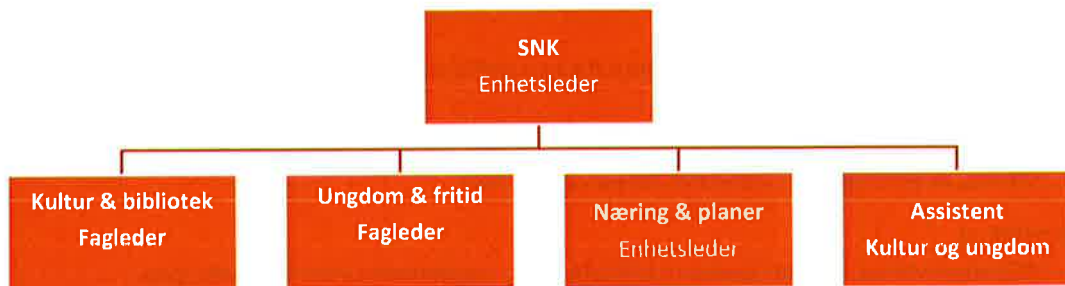 SNK
Enhetsleder
Kultur & bibliotek
Fagleder
Ungdom & fritid
Fagleder
Næring & planer
Enhetsleder
Assistent
Kultur og ungdom